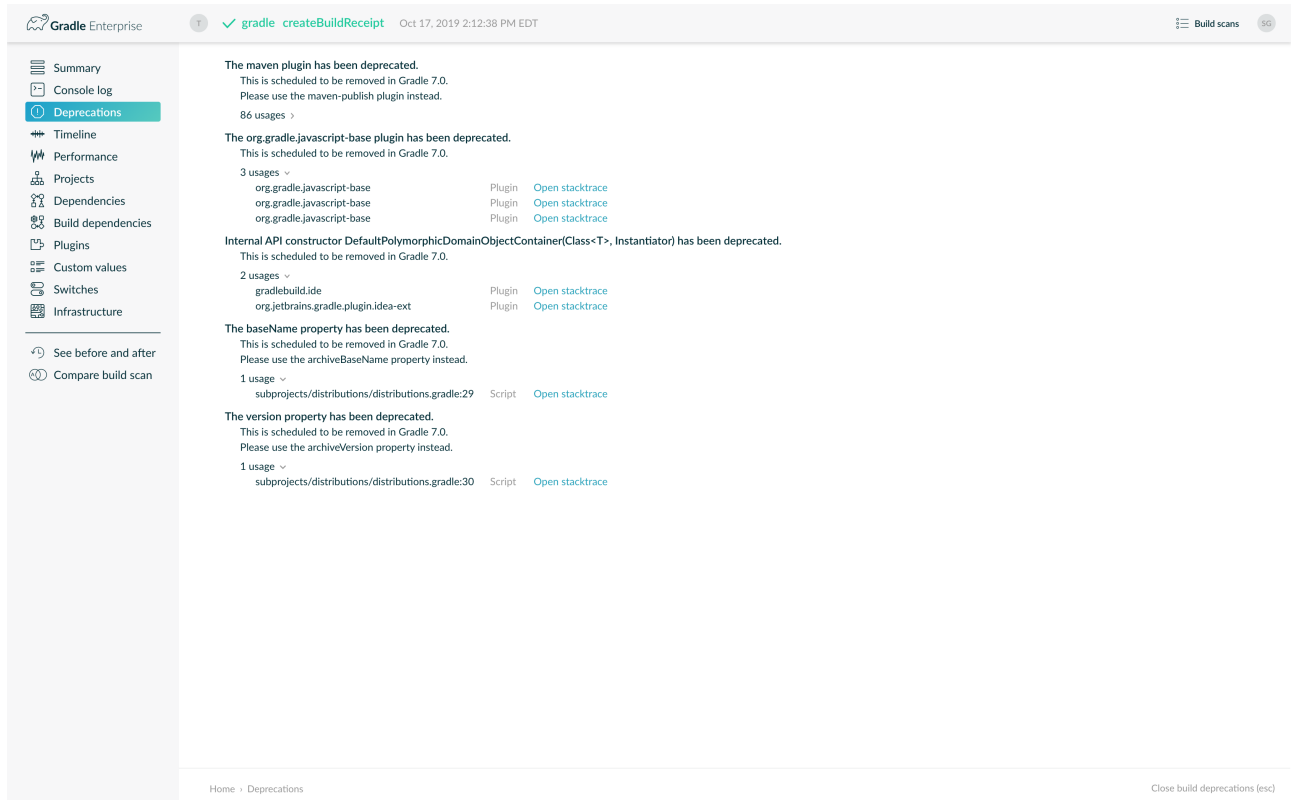 Gradle Enterprise
T gradle createBuildReceipt Oct 17, 2019 2:12:38 PM EDT
Build scans SG
Summary
Console log
Deprecations
Timeline
Performance
Projects
Dependencies
Build dependencies
Plugins
Custom values
Switches
Infrastructure
See before and after
Compare build scan
The maven plugin has been deprecated.
This is scheduled to be removed in Gradle 7.0.
Please use the maven-publish plugin instead.
86 usages
The org.gradle.javascript-base plugin has been deprecated.
This is scheduled to be removed in Gradle 7.0.
3 usages
org.gradle.javascript-base Plugin Open stacktrace
org.gradle.javascript-base Plugin Open stacktrace
org.gradle.javascript-base Plugin Open stacktrace
Internal API constructor DefaultPolymorphicDomainObjectContainer(Class<T>, Instantiator) has been deprecated.
This is scheduled to be removed in Gradle 7.0.
2 usages
gradlebuild.ide Plugin Open stacktrace
org.jetbrains.gradle.plugin.idea-ext Plugin Open stacktrace
The baseName property has been deprecated.
This is scheduled to be removed in Gradle 7.0.
Please use the archiveBaseName property instead.
1 usage
subprojects/distributions/distributions.gradle:29 Script Open stacktrace
The version property has been deprecated.
This is scheduled to be removed in Gradle 7.0.
Please use the archiveVersion property instead.
1 usage
subprojects/distributions/distributions.gradle:30 Script Open stacktrace
Home › Deprecations
Close build deprecations (esc)